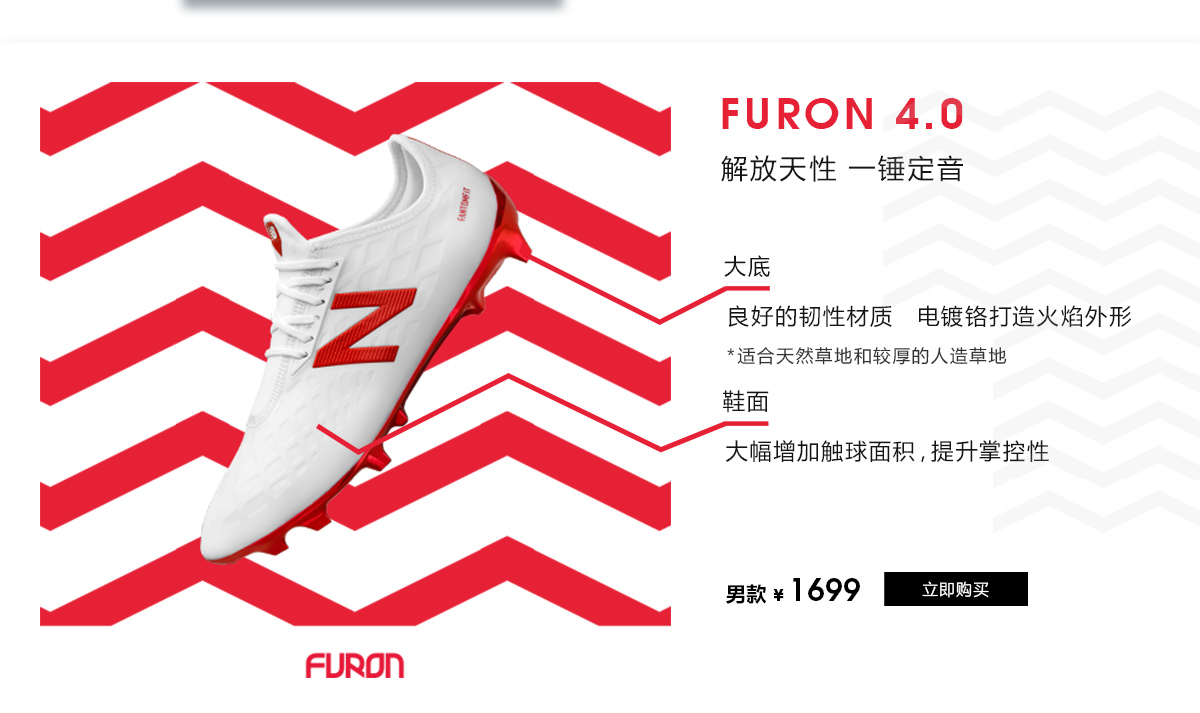 FURON 4.0
解放天性 一锤定音
大底
良好的韧性材质 电镀铬打造火焰外形
*适合天然草地和较厚的人造草地
鞋面
大幅增加触球面积,提升掌控性
男款 ¥ 1699 立即购买
FANTOMFIT
N
FURON